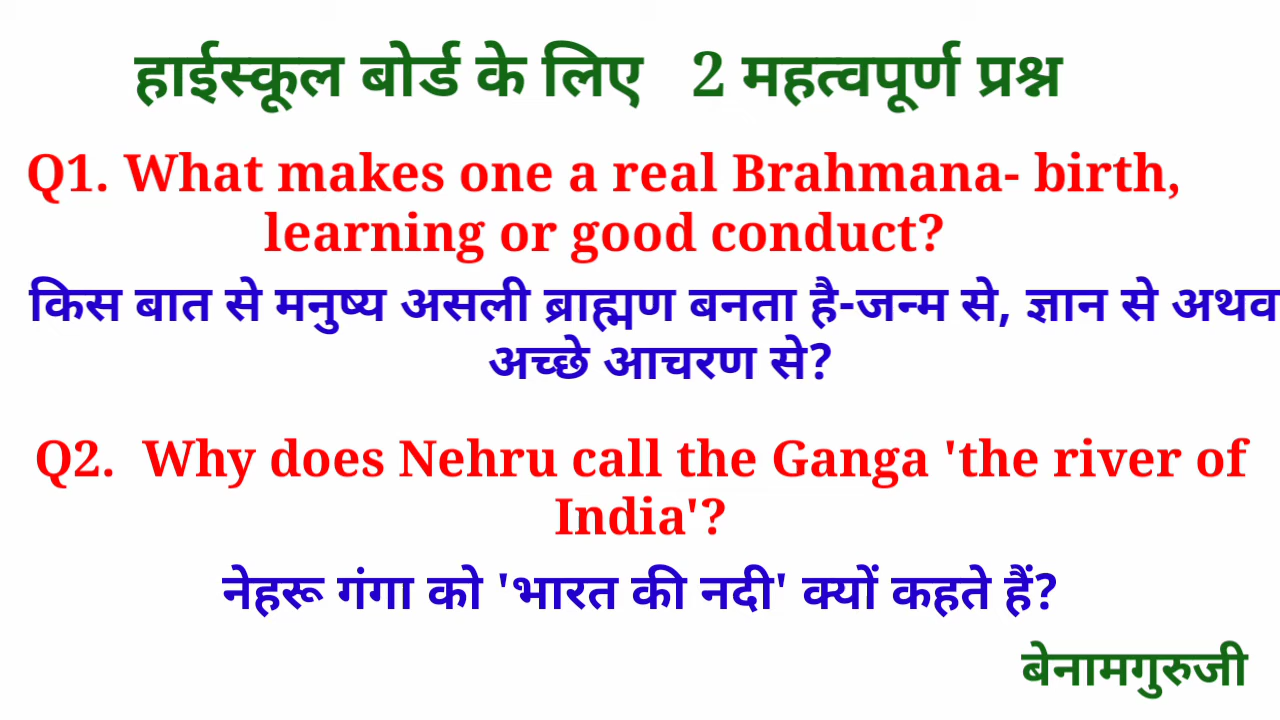 हाईस्कूल बोर्ड के लिए 2 महत्वपूर्ण प्रश्न
Q1. What makes one a real Brahmana- birth,
learning or good conduct?
किस बात से मनुष्य असली ब्राह्मण बनता है-जन्म से, ज्ञान से अथव
अच्छे आचरण से?
Q2. Why does Nehru call the Ganga 'the river of
India'?
नेहरू गंगा को 'भारत की नदी' क्यों कहते हैं?
बेनामगुरुजी